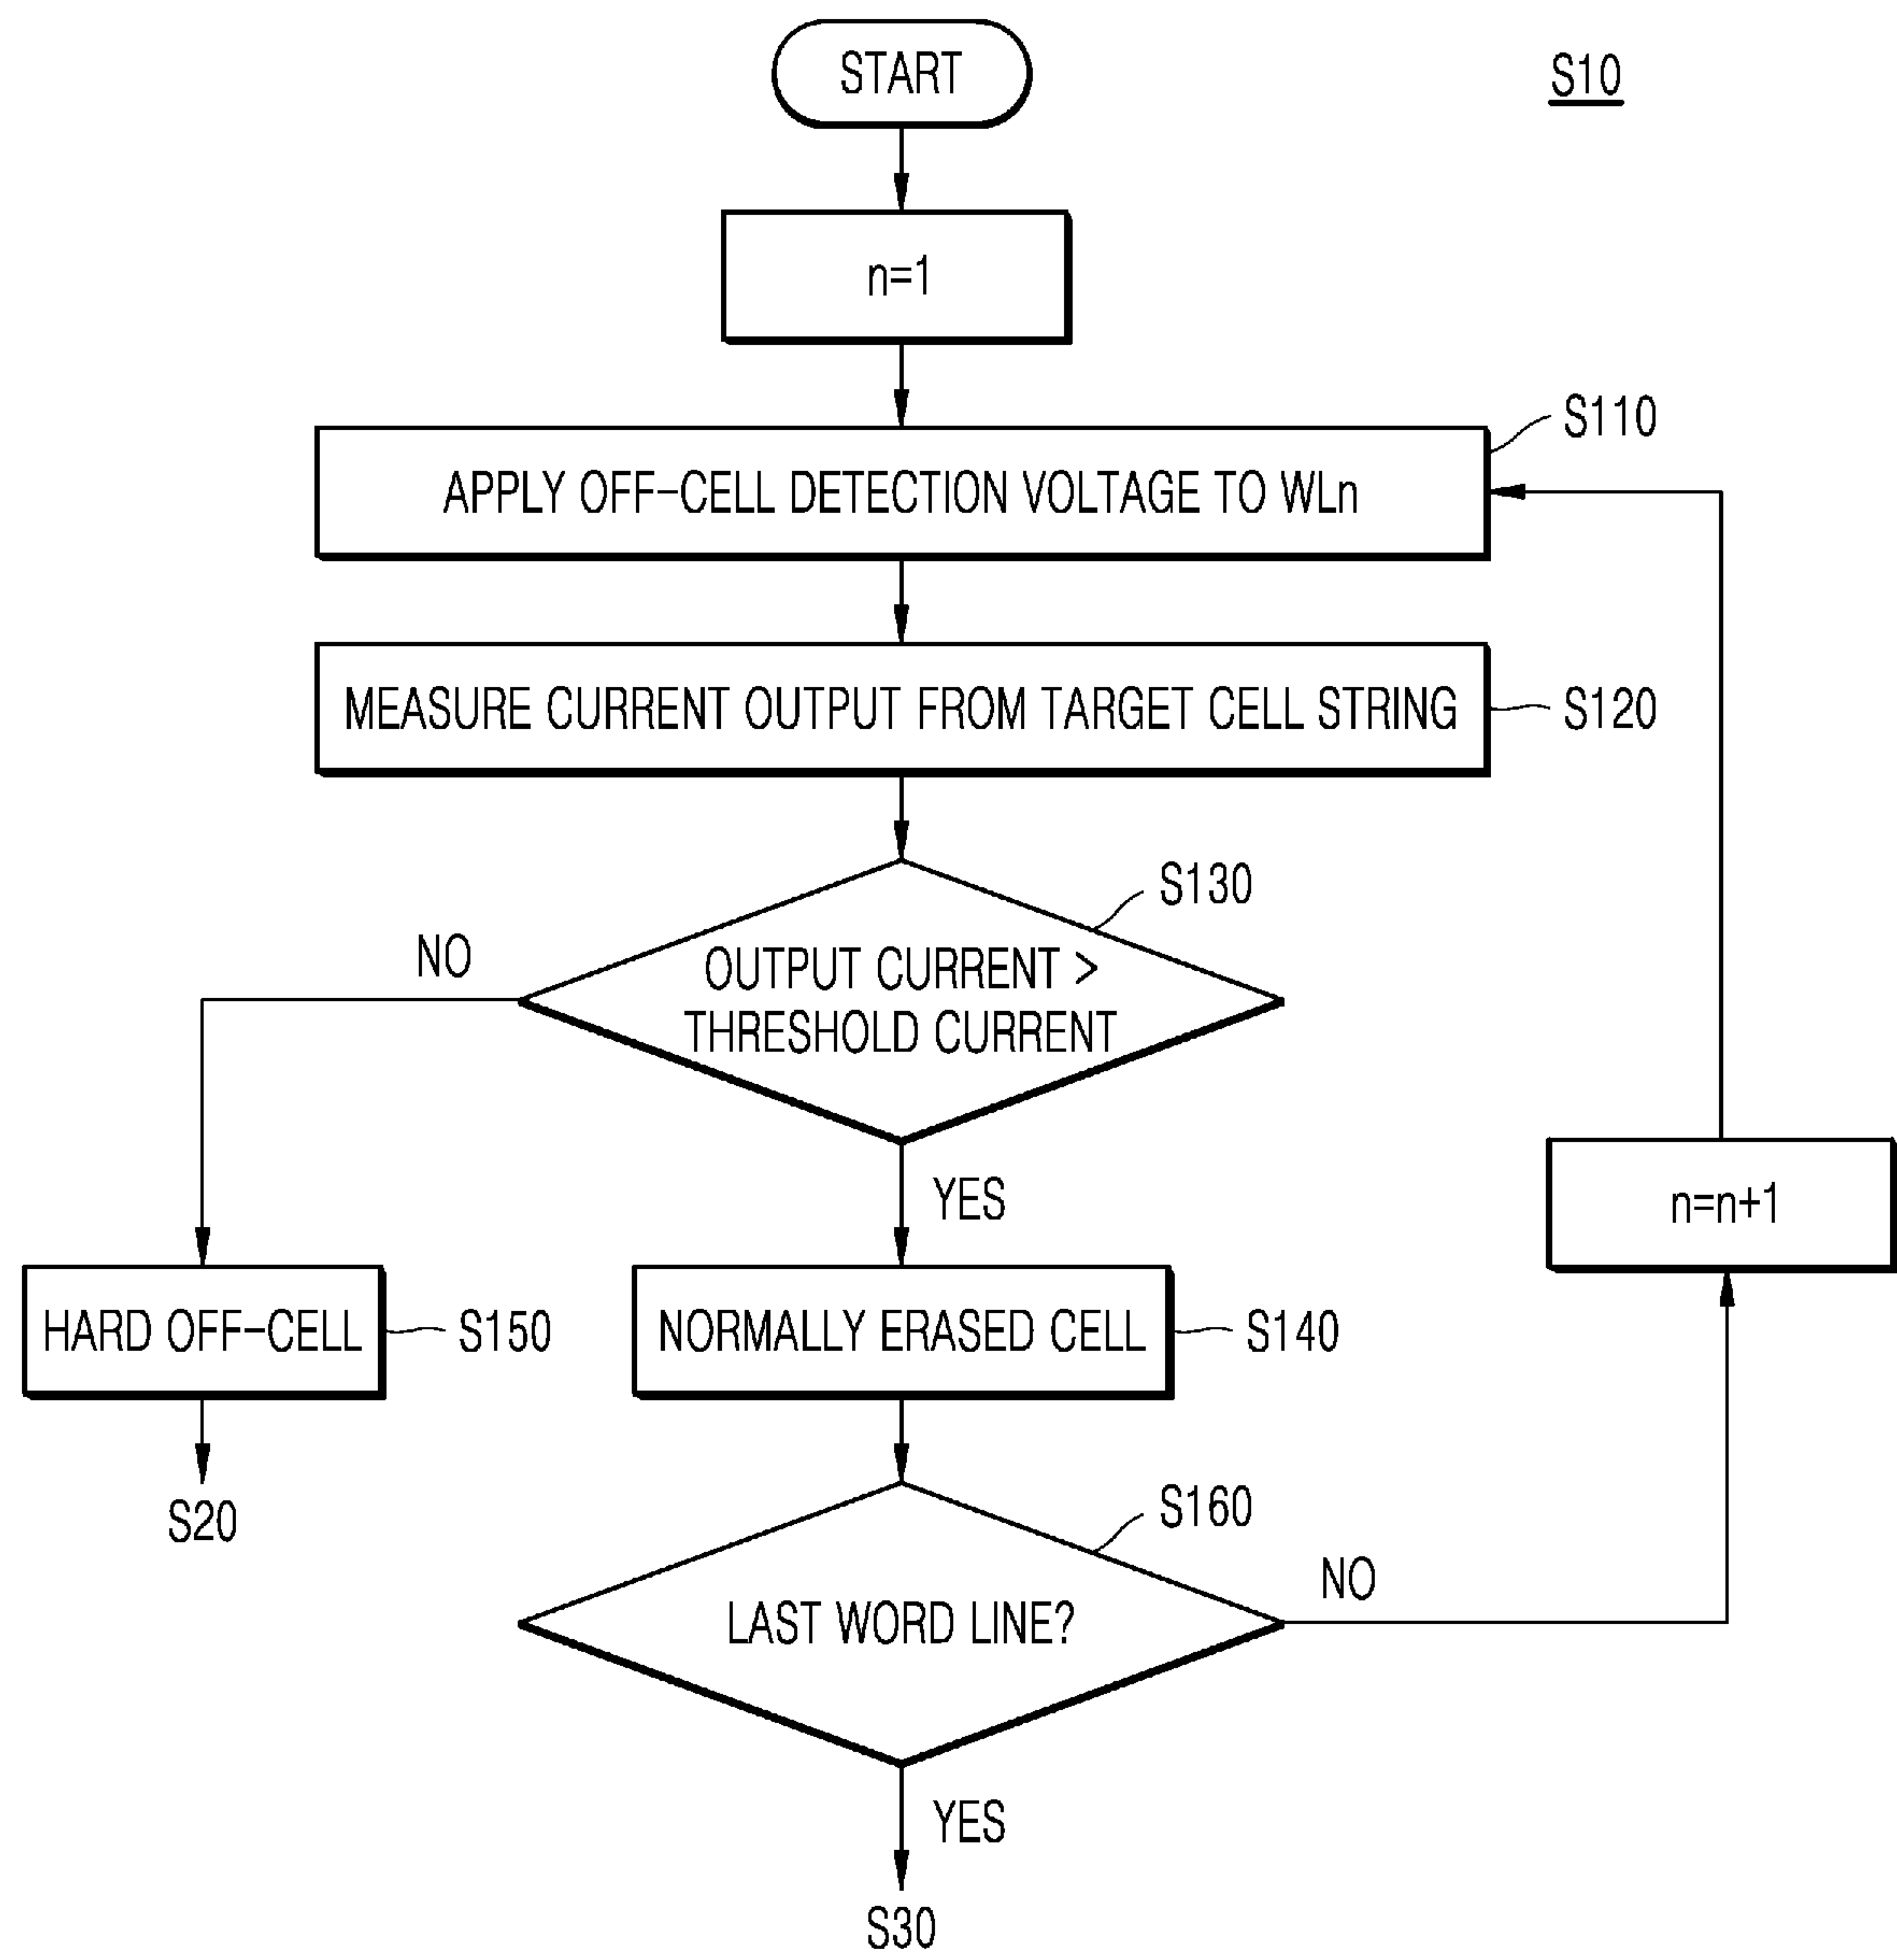 START
S10
n=1
S110
APPLY OFF-CELL DETECTION VOLTAGE TO WLn
MEASURE CURRENT OUTPUT FROM TARGET CELL STRING
S120
S130
NO
OUTPUT CURRENT >
THRESHOLD CURRENT
YES
n=n+1
HARD OFF-CELL
S150
NORMALLY ERASED CELL
S140
S20
S160
NO
LAST WORD LINE?
YES
S30